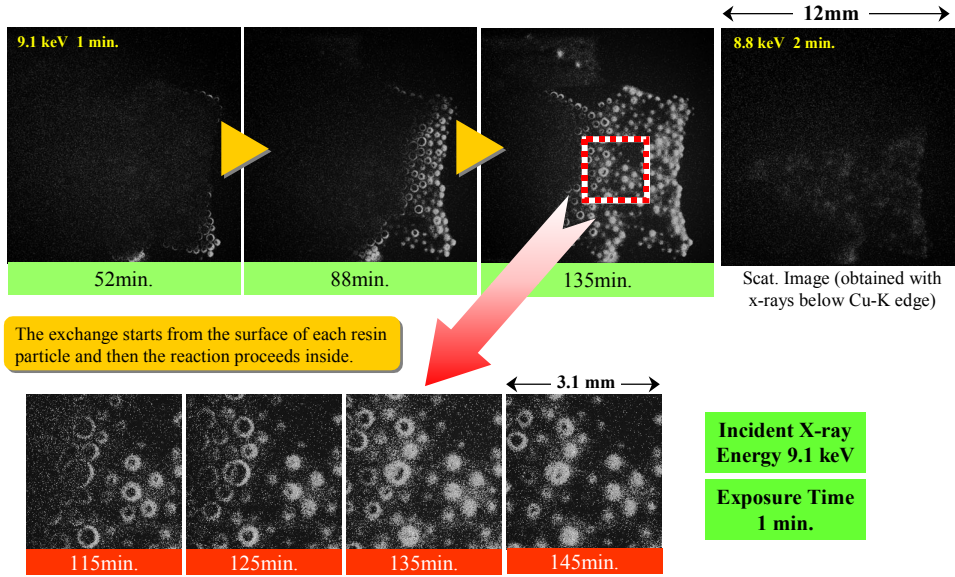 12mm
9.1 keV 1 min.
8.8 keV 2 min.
52min.
88min.
135min.
Scat. Image (obtained with
x-rays below Cu-K edge)
The exchange starts from the surface of each resin
particle and then the reaction proceeds inside.
3.1 mm
Incident X-ray
Energy 9.1 keV
Exposure Time
1 min.
115min.
125min.
135min.
145min.